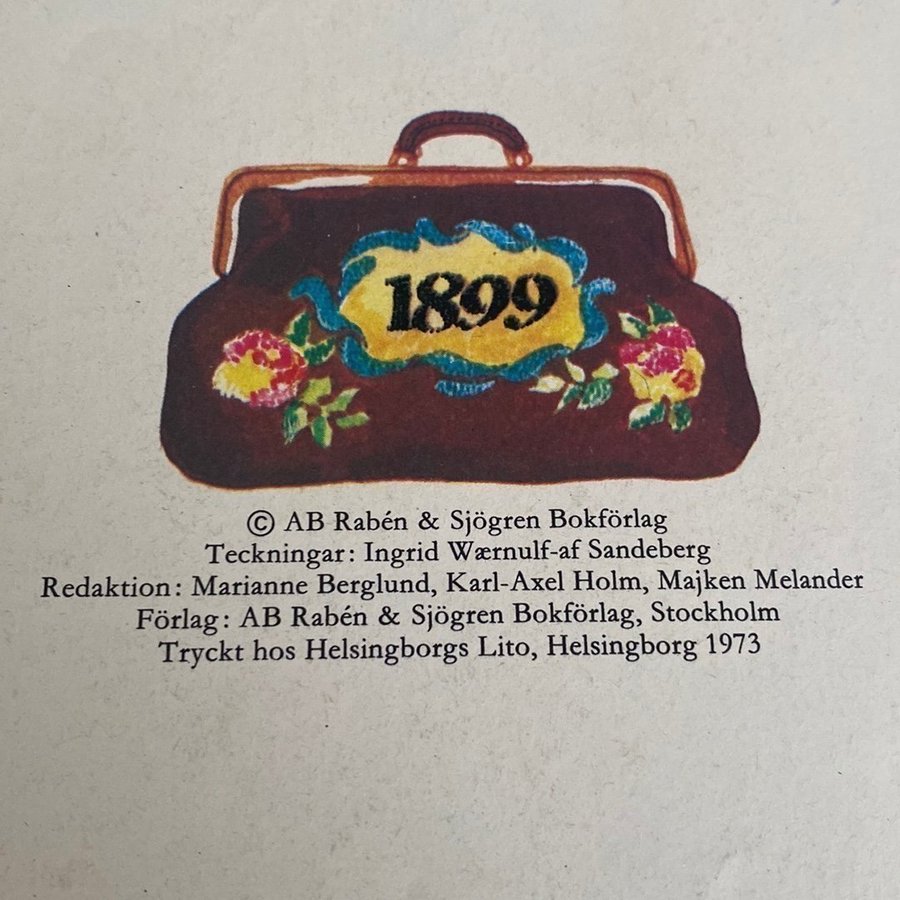 1899
© AB Rabén & Sjögren Bokförlag
Teckningar: Ingrid Wærnulf-af Sandeberg
Redaktion: Marianne Berglund, Karl-Axel Holm, Majken Melander
Förlag: AB Rabén & Sjögren Bokförlag, Stockholm
Tryckt hos Helsingborgs Lito, Helsingborg 1973